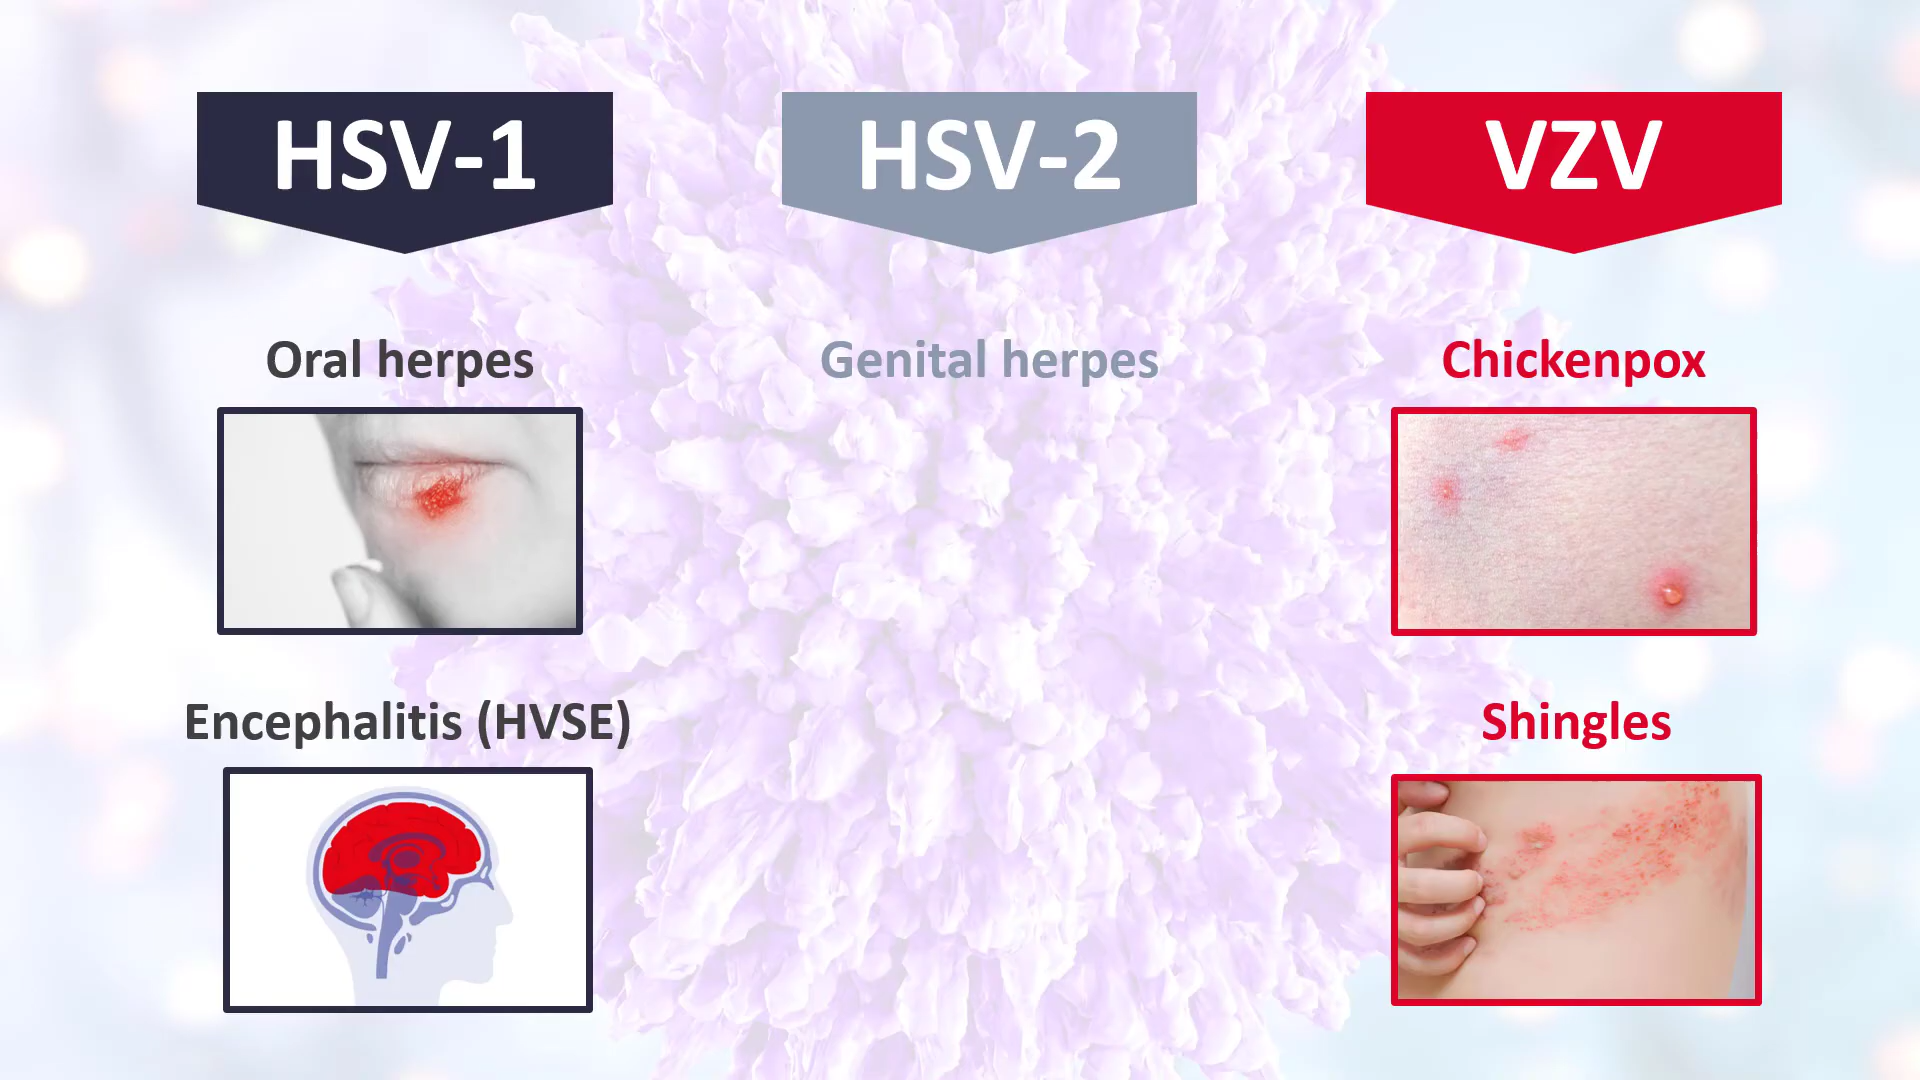 HSV-1
HSV-2
VZV
Oral herpes
Genital herpes
Chickenpox
Encephalitis (HVSE)
Shingles